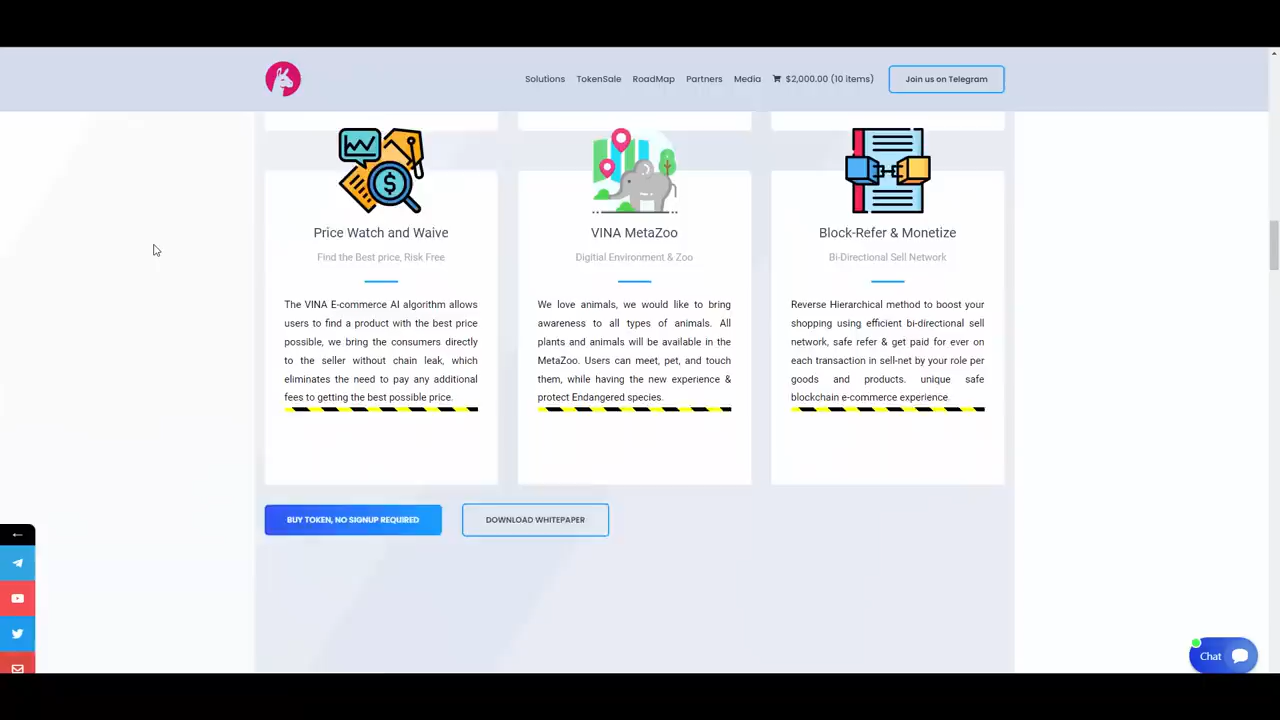 Solutions TokenSale RoadMap Partners Media $2,000.00 (10 items) Join us on Telegram
Price Watch and Waive
Find the Best price, Risk Free
The VINA E-commerce AI algorithm allows
users to find a product with the best price
possible, we bring the consumers directly
to the seller without chain leak, which
eliminates the need to pay any additional
fees to getting the best possible price.
VINA MetaZoo
Digitial Environment & Zoo
We love animals, we would like to bring
awareness to all types of animals. All
plants and animals will be available in the
MetaZoo. Users can meet, pet, and touch
them, while having the new experience &
protect Endangered species.
Block-Refer & Monetize
Bi-Directional Sell Network
Reverse Hierarchical method to boost your
shopping using efficient bi-directional sell
network, safe refer & get paid for ever on
each transaction in sell-net by your role per
goods and products. unique safe
blockchain e-commerce experience.
BUY TOKEN, NO SIGNUP REQUIRED
DOWNLOAD WHITEPAPER
Chat